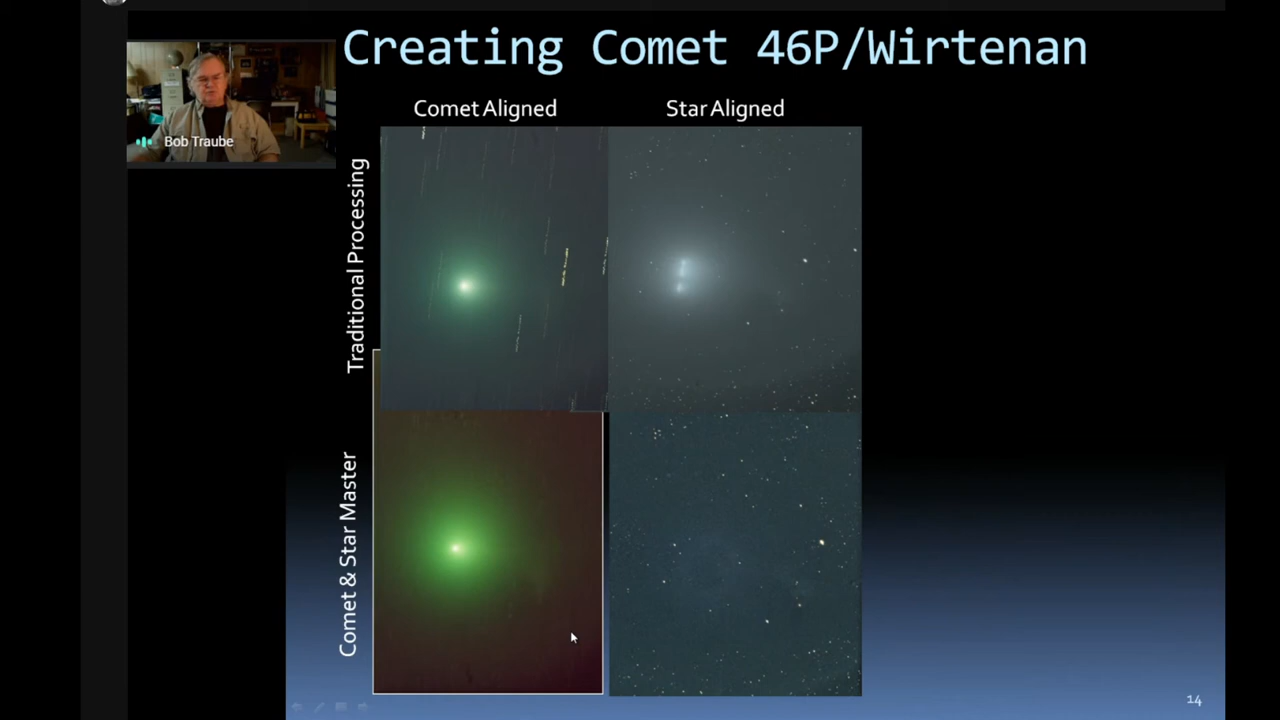 Creating Comet 46P/Wirtenan
Comet Aligned
Star Aligned
Bob Traube
Traditional Processing
Comet & Star Master
14